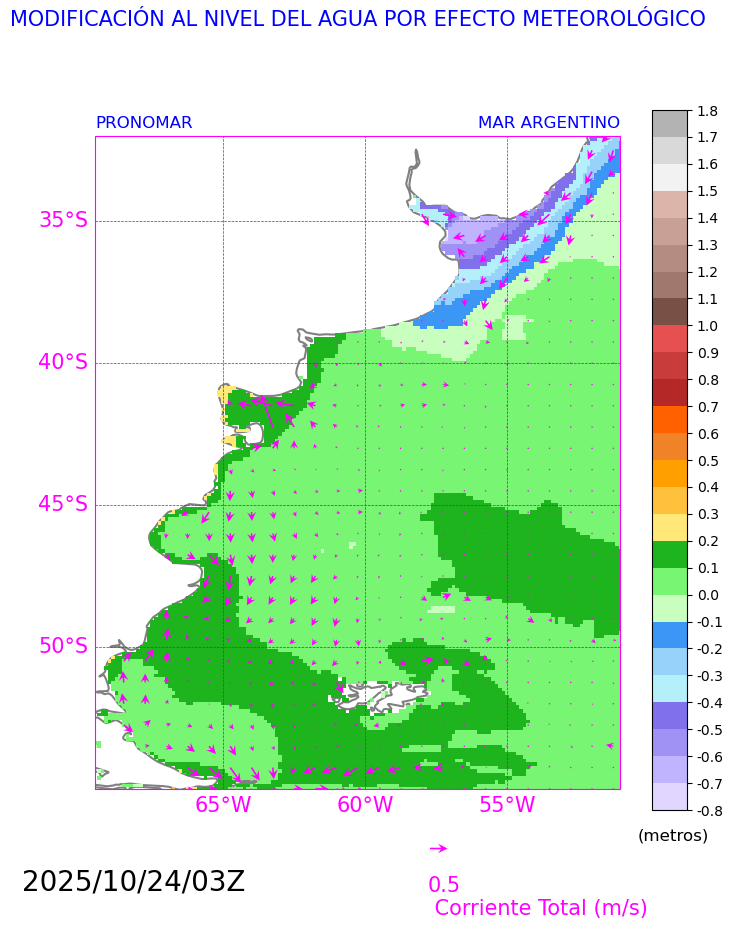 MODIFICACIÓN AL NIVEL DEL AGUA POR EFECTO METEOROLÓGICO
PRONOMAR
MAR ARGENTINO
35°S
40°S
45°S
50°S
65°W
60°W
55°W
1.8
1.7
1.6
1.5
1.4
1.3
1.2
1.1
1.0
0.9
0.8
0.7
0.6
0.5
0.4
0.3
0.2
0.1
0.0
-0.1
-0.2
-0.3
-0.4
-0.5
-0.6
-0.7
-0.8
(metros)
2025/10/24/03Z
0.5
Corriente Total (m/s)